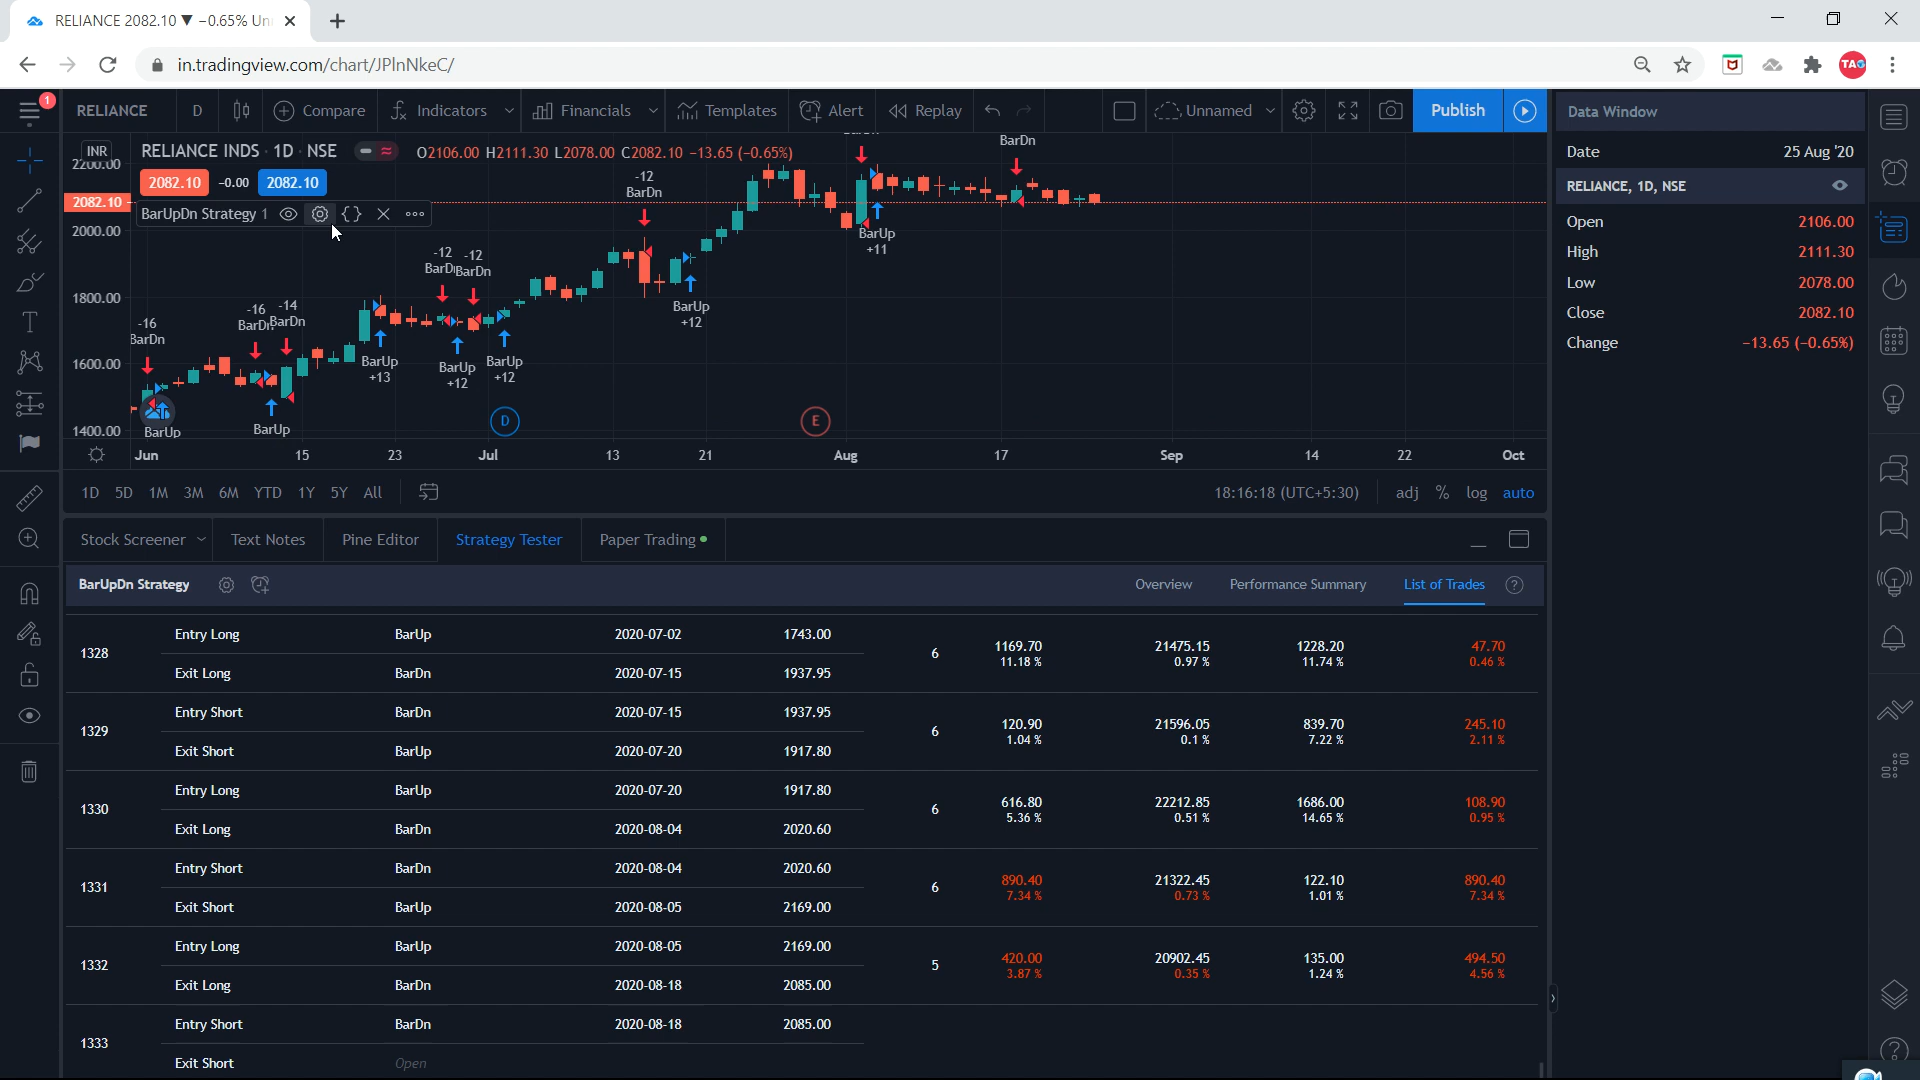 RELIANCE 2082.10 ▼ −0.65% Un
in.tradingview.com/chart/JPlnNkeC/
TAG
1
RELIANCE D Compare Indicators Financials Templates Alert Replay Unnamed Publish
INR
RELIANCE INDS · 1D · NSE O2106.00 H2111.30 L2078.00 C2082.10 −13.65 (−0.65%)
2082.10 −0.00 2082.10
BarUpDn Strategy 1
2200.00
2082.10
2000.00
1800.00
1600.00
1400.00
-16
BarDn
BarUp
-16
-14
BarDn
BarUp
BarUp
+13
-12
-12
BarDn
BarUp
+12
BarUp
+12
-12
BarDn
BarUp
+12
BarUp
+11
BarDn
D
E
Jun 15 23 Jul 13 21 Aug 17 Sep 14 22 Oct
1D 5D 1M 3M 6M YTD 1Y 5Y All 18:16:18 (UTC+5:30) adj % log auto
Stock Screener Text Notes Pine Editor Strategy Tester Paper Trading
BarUpDn Strategy Overview Performance Summary List of Trades
1328
Entry Long BarUp 2020-07-02 1743.00
Exit Long BarDn 2020-07-15 1937.95
6
1169.70 21475.15 1228.20 47.70
11.18 % 0.97 % 11.74 % 0.46 %
1329
Entry Short BarDn 2020-07-15 1937.95
Exit Short BarUp 2020-07-20 1917.80
6
120.90 21596.05 839.70 245.10
1.04 % 0.1 % 7.22 % 2.11 %
1330
Entry Long BarUp 2020-07-20 1917.80
Exit Long BarDn 2020-08-04 2020.60
6
616.80 22212.85 1686.00 108.90
5.36 % 0.51 % 14.65 % 0.95 %
1331
Entry Short BarDn 2020-08-04 2020.60
Exit Short BarUp 2020-08-05 2169.00
6
890.40 21322.45 122.10 890.40
7.34 % 0.73 % 1.01 % 7.34 %
1332
Entry Long BarUp 2020-08-05 2169.00
Exit Long BarDn 2020-08-18 2085.00
5
420.00 20902.45 135.00 494.50
3.87 % 0.35 % 1.24 % 4.56 %
1333
Entry Short BarDn 2020-08-18 2085.00
Exit Short Open
Data Window
Date 25 Aug '20
RELIANCE, 1D, NSE
Open 2106.00
High 2111.30
Low 2078.00
Close 2082.10
Change −13.65 (−0.65%)